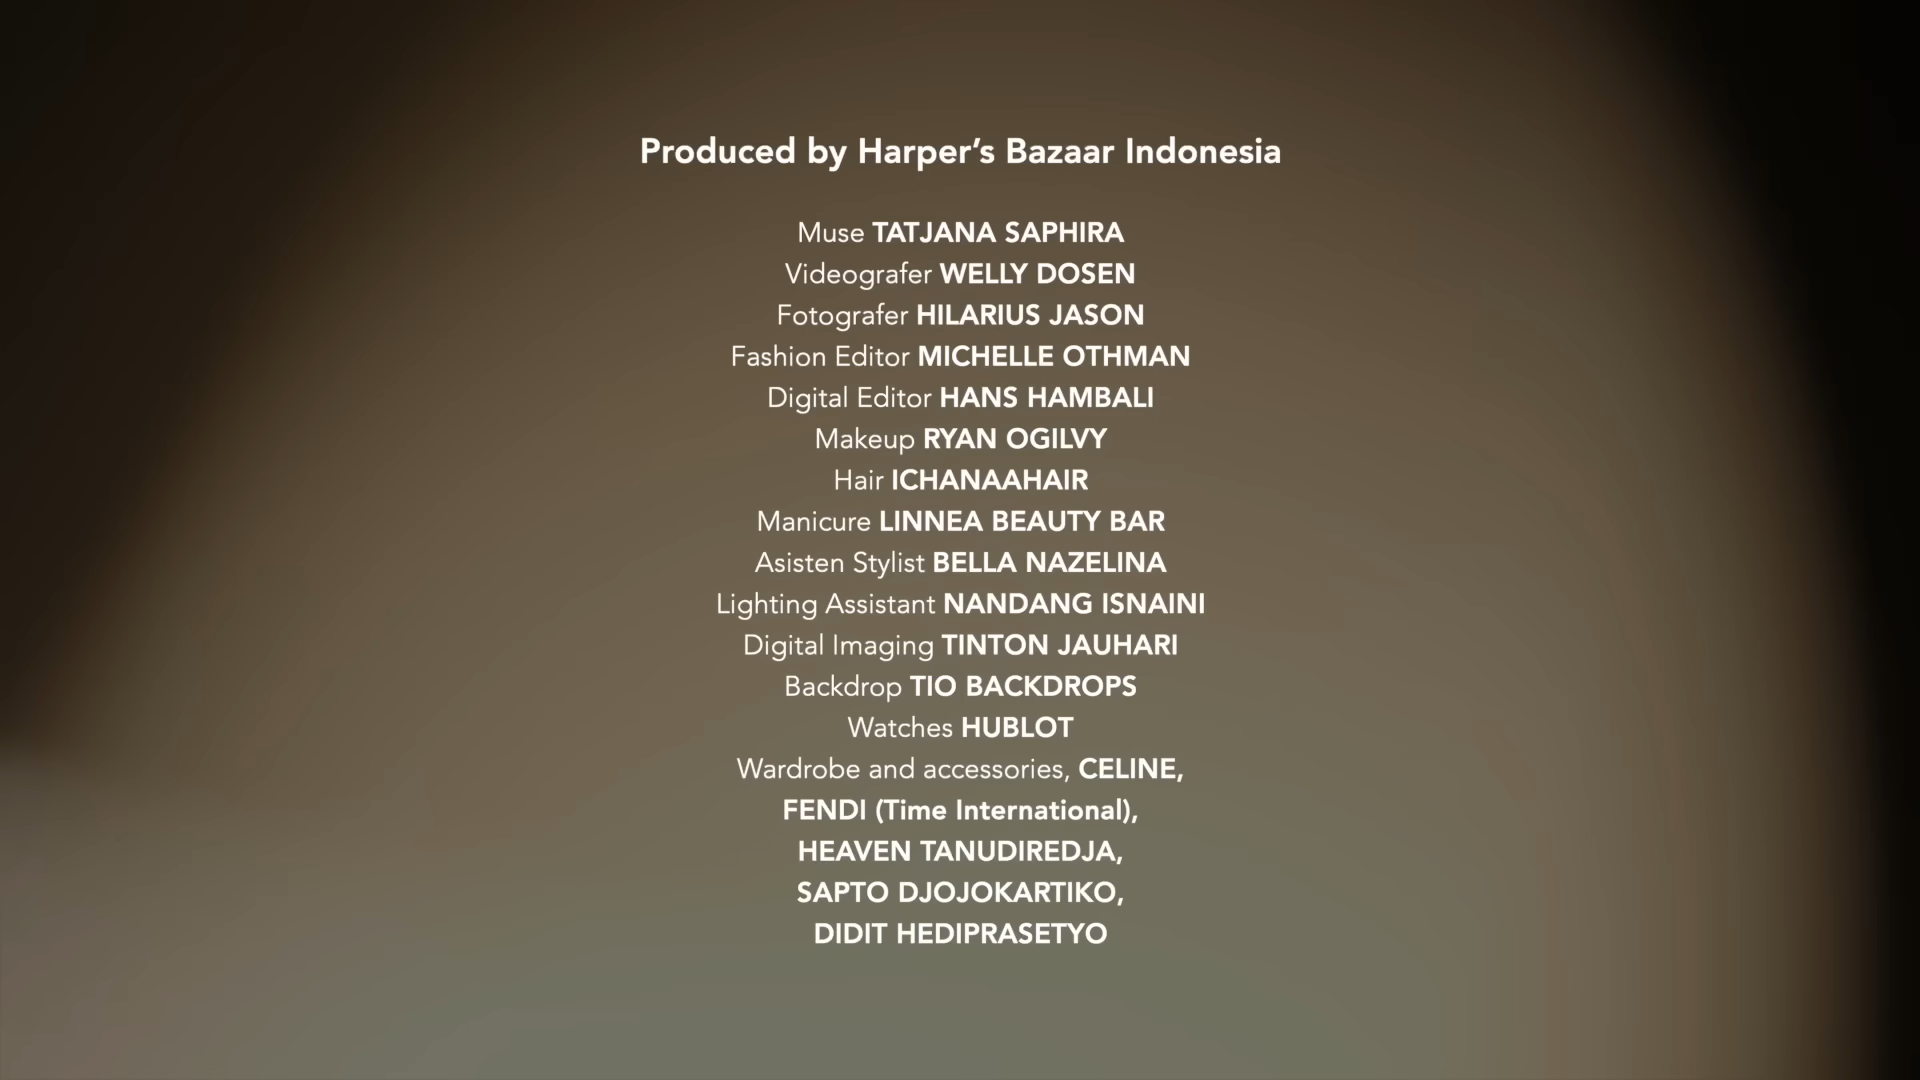 Produced by Harper’s Bazaar Indonesia
Muse TATJANA SAPHIRA
Videografer WELLY DOSEN
Fotografer HILARIUS JASON
Fashion Editor MICHELLE OTHMAN
Digital Editor HANS HAMBALI
Makeup RYAN OGILVY
Hair ICHANAAHAIR
Manicure LINNEA BEAUTY BAR
Asisten Stylist BELLA NAZELINA
Lighting Assistant NANDANG ISNAINI
Digital Imaging TINTON JAUHARI
Backdrop TIO BACKDROPS
Watches HUBLOT
Wardrobe and accessories, CELINE,
FENDI (Time International),
HEAVEN TANUDIREDJA,
SAPTO DJOJOKARTIKO,
DIDIT HEDIPRASETYO